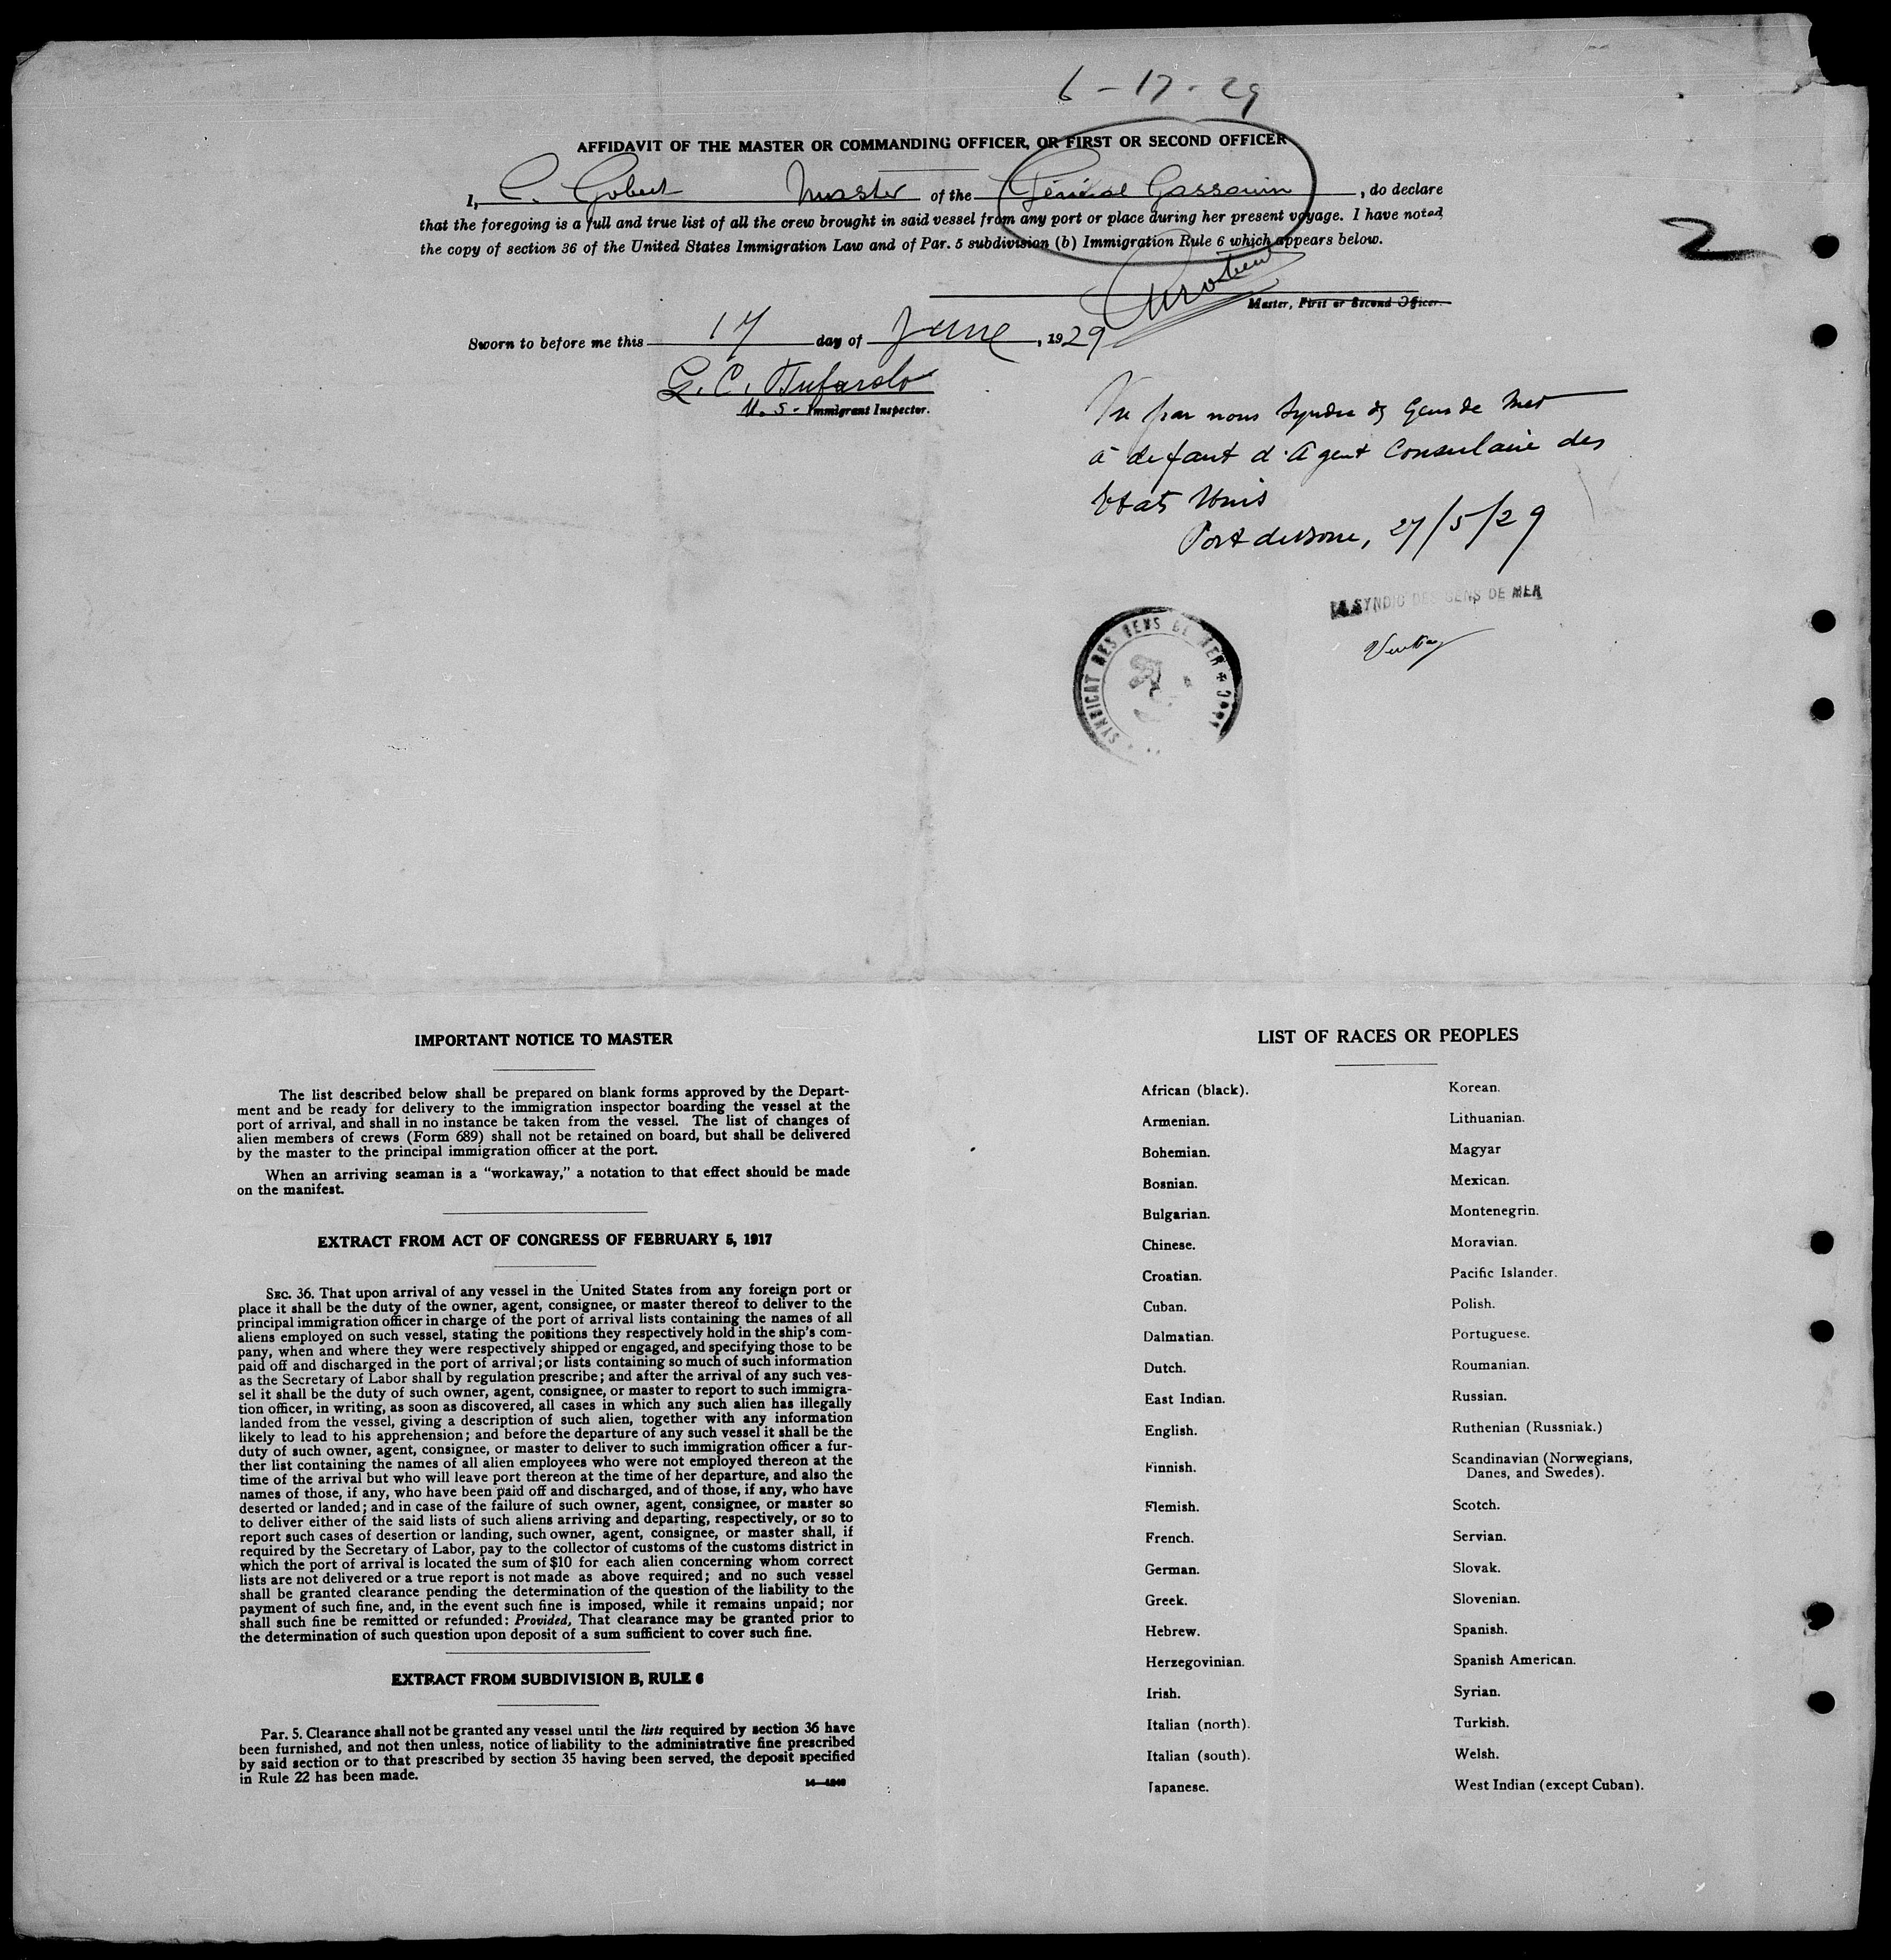 6 - 17 - 29
AFFIDAVIT OF THE MASTER OR COMMANDING OFFICER, OR FIRST OR SECOND OFFICER
I, C. Gobert Master of the Général Gassouin, do declare
that the foregoing is a full and true list of all the crew brought in said vessel from any port or place during her present voyage. I have noted
the copy of section 36 of the United States Immigration Law and of Par. 5 subdivision (b) Immigration Rule 6 which appears below.
2
Master, First or Second Officer.
Sworn to before me this 17 day of June, 1929
G. C.
U. S. Immigrant Inspector.
Vu par nous Syndic des Gens de Mer
à défaut d'Agent Consulaire des
Etats Unis
27/5/29
LE SYNDIC DES GENS DE MER
SYNDICAT DES GENS DE MER
IMPORTANT NOTICE TO MASTER
The list described below shall be prepared on blank forms approved by the Depart-
ment and be ready for delivery to the immigration inspector boarding the vessel at the
port of arrival, and shall in no instance be taken from the vessel. The list of changes of
alien members of crews (Form 689) shall not be retained on board, but shall be delivered
by the master to the principal immigration officer at the port.
When an arriving seaman is a "workaway," a notation to that effect should be made
on the manifest.
EXTRACT FROM ACT OF CONGRESS OF FEBRUARY 5, 1917
SEC. 36. That upon arrival of any vessel in the United States from any foreign port or
place it shall be the duty of the owner, agent, consignee, or master thereof to deliver to the
principal immigration officer in charge of the port of arrival lists containing the names of all
aliens employed on such vessel, stating the positions they respectively hold in the ship's com-
pany, when and where they were respectively shipped or engaged, and specifying those to be
paid off and discharged in the port of arrival; or lists containing so much of such information
as the Secretary of Labor shall by regulation prescribe; and after the arrival of any such ves-
sel it shall be the duty of such owner, agent, consignee, or master to report to such immigra-
tion officer, in writing, as soon as discovered, all cases in which any such alien has illegally
landed from the vessel, giving a description of such alien, together with any information
likely to lead to his apprehension; and before the departure of any such vessel it shall be the
duty of such owner, agent, consignee, or master to deliver to such immigration officer a fur-
ther list containing the names of all alien employees who were not employed thereon at the
time of the arrival but who will leave port thereon at the time of her departure, and also the
names of those, if any, who have been paid off and discharged, and of those, if any, who have
deserted or landed; and in case of the failure of such owner, agent, consignee, or master so
to deliver either of the said lists of such aliens arriving and departing, respectively, or so to
report such cases of desertion or landing, such owner, agent, consignee, or master shall, if
required by the Secretary of Labor, pay to the collector of customs of the customs district in
which the port of arrival is located the sum of $10 for each alien concerning whom correct
lists are not delivered or a true report is not made as above required; and no such vessel
shall be granted clearance pending the determination of the question of the liability to the
payment of such fine, and, in the event such fine is imposed, while it remains unpaid; nor
shall such fine be remitted or refunded: Provided, That clearance may be granted prior to
the determination of such question upon deposit of a sum sufficient to cover such fine.
EXTRACT FROM SUBDIVISION B, RULE 6
Par. 5. Clearance shall not be granted any vessel until the lists required by section 36 have
been furnished, and not then unless, notice of liability to the administrative fine prescribed
by said section or to that prescribed by section 35 having been served, the deposit specified
in Rule 22 has been made.
LIST OF RACES OR PEOPLES
African (black).
Armenian.
Bohemian.
Bosnian.
Bulgarian.
Chinese.
Croatian.
Cuban.
Dalmatian.
Dutch.
East Indian.
English.
Finnish.
Flemish.
French.
German.
Greek.
Hebrew.
Herzegovinian.
Irish.
Italian (north).
Italian (south).
Japanese.
Korean.
Lithuanian.
Magyar
Mexican.
Montenegrin.
Moravian.
Pacific Islander.
Polish.
Portuguese.
Roumanian.
Russian.
Ruthenian (Russniak.)
Scandinavian (Norwegians,
Danes, and Swedes).
Scotch.
Servian.
Slovak.
Slovenian.
Spanish.
Spanish American.
Syrian.
Turkish.
Welsh.
West Indian (except Cuban).